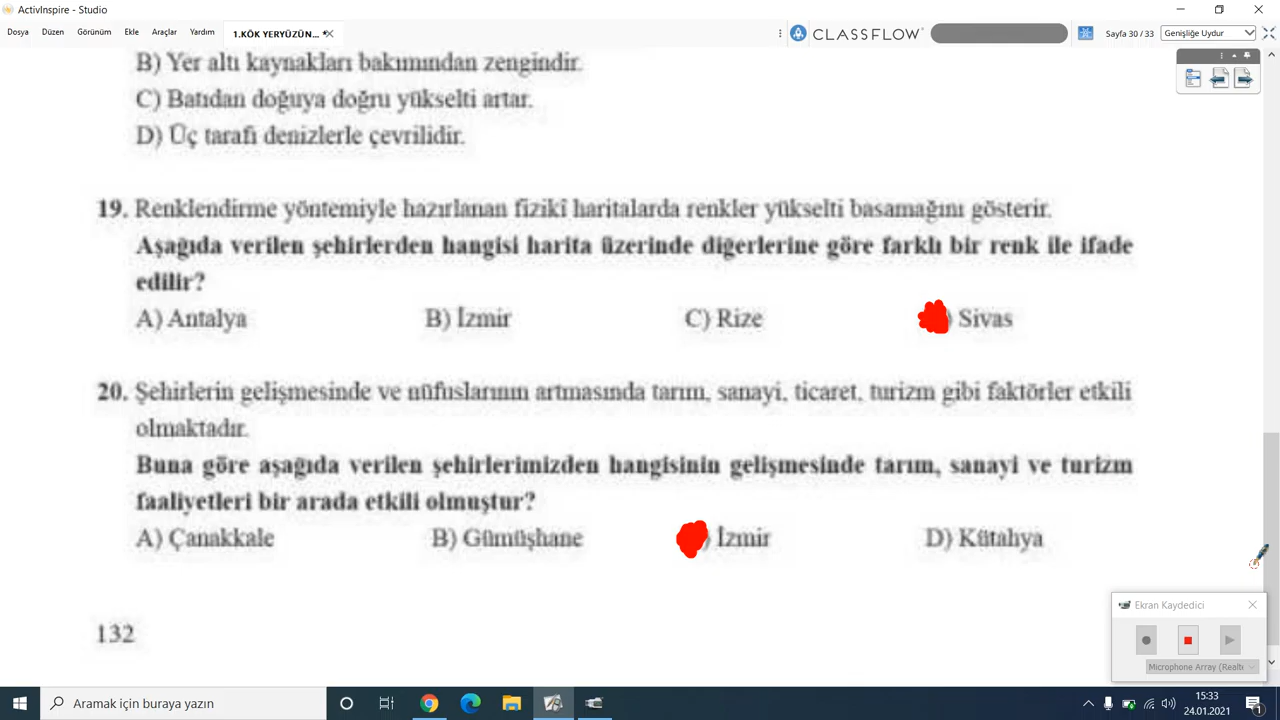 ActivInspire - Studio
Dosya Düzen Görünüm Ekle Araçlar Yardım 1.KÖK YERYÜZÜN... CLASSFLOW Sayfa 30 / 33 Genişliğe Uydur
B) Yer altı kaynakları bakımından zengindir.
C) Batıdan doğuya doğru yükselti artar.
D) Üç tarafı denizlerle çevrilidir.
19. Renklendirme yöntemiyle hazırlanan fizikî haritalarda renkler yükselti basamağını gösterir.
Aşağıda verilen şehirlerden hangisi harita üzerinde diğerlerine göre farklı bir renk ile ifade
edilir?
A) Antalya B) İzmir C) Rize ) Sivas
20. Şehirlerin gelişmesinde ve nüfuslarının artmasında tarım, sanayi, ticaret, turizm gibi faktörler etkili
olmaktadır.
Buna göre aşağıda verilen şehirlerimizden hangisinin gelişmesinde tarım, sanayi ve turizm
faaliyetleri bir arada etkili olmuştur?
A) Çanakkale B) Gümüşhane ) İzmir D) Kütahya
132
Ekran Kaydedici
Microphone Array (Realte
Aramak için buraya yazın
15:33
24.01.2021
1